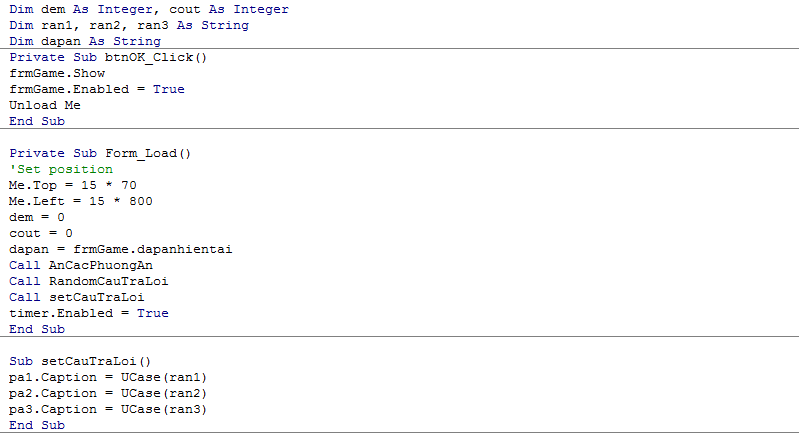 Dim dem As Integer, cout As Integer
Dim ran1, ran2, ran3 As String
Dim dapan As String
Private Sub btnOK_Click()
frmGame.Show
frmGame.Enabled = True
Unload Me
End Sub
Private Sub Form_Load()
'Set position
Me.Top = 15 * 70
Me.Left = 15 * 800
dem = 0
cout = 0
dapan = frmGame.dapanhientai
Call AnCacPhuongAn
Call RandomCauTraLoi
Call setCauTraLoi
timer.Enabled = True
End Sub
Sub setCauTraLoi()
pa1.Caption = UCase(ran1)
pa2.Caption = UCase(ran2)
pa3.Caption = UCase(ran3)
End Sub